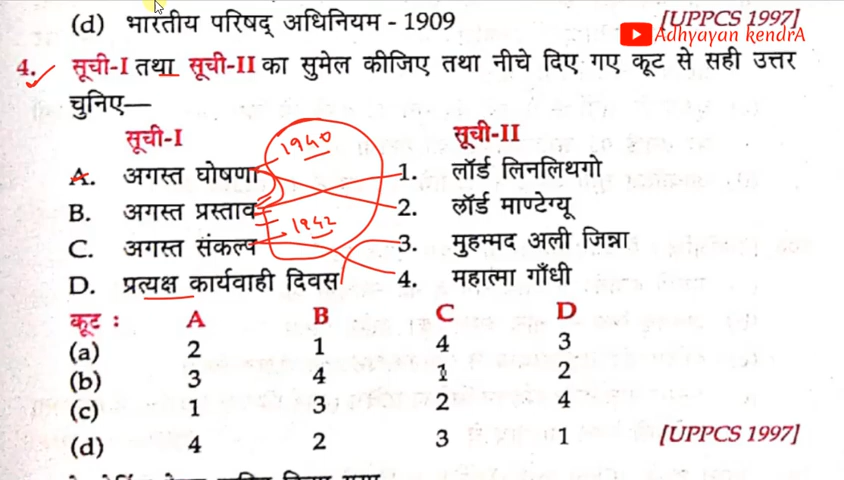 (d) भारतीय परिषद् अधिनियम - 1909 [UPPCS 1997]
Adhyayan kendrA
4. सूची-I तथा सूची-II का सुमेल कीजिए तथा नीचे दिए गए कूट से सही उत्तर
चुनिए—
सूची-I सूची-II
1940
A. अगस्त घोषणा 1. लॉर्ड लिनलिथगो
B. अगस्त प्रस्ताव 2. लॉर्ड माण्टेग्यू
1942
C. अगस्त संकल्प 3. मुहम्मद अली जिन्ना
D. प्रत्यक्ष कार्यवाही दिवस 4. महात्मा गाँधी
कूट : A B C D
(a) 2 1 4 3
(b) 3 4 1 2
(c) 1 3 2 4
(d) 4 2 3 1 [UPPCS 1997]